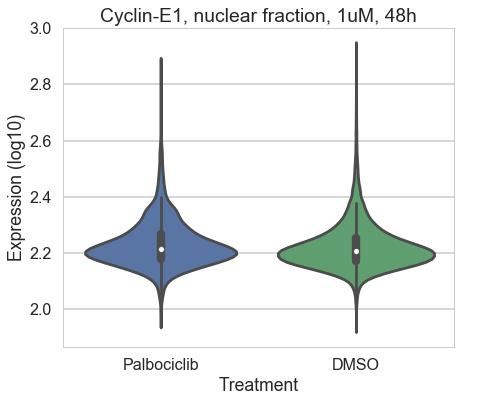 Cyclin-E1, nuclear fraction, 1uM, 48h
Expression (log10)
3.0
2.8
2.6
2.4
2.2
2.0
Palbociclib DMSO
Treatment